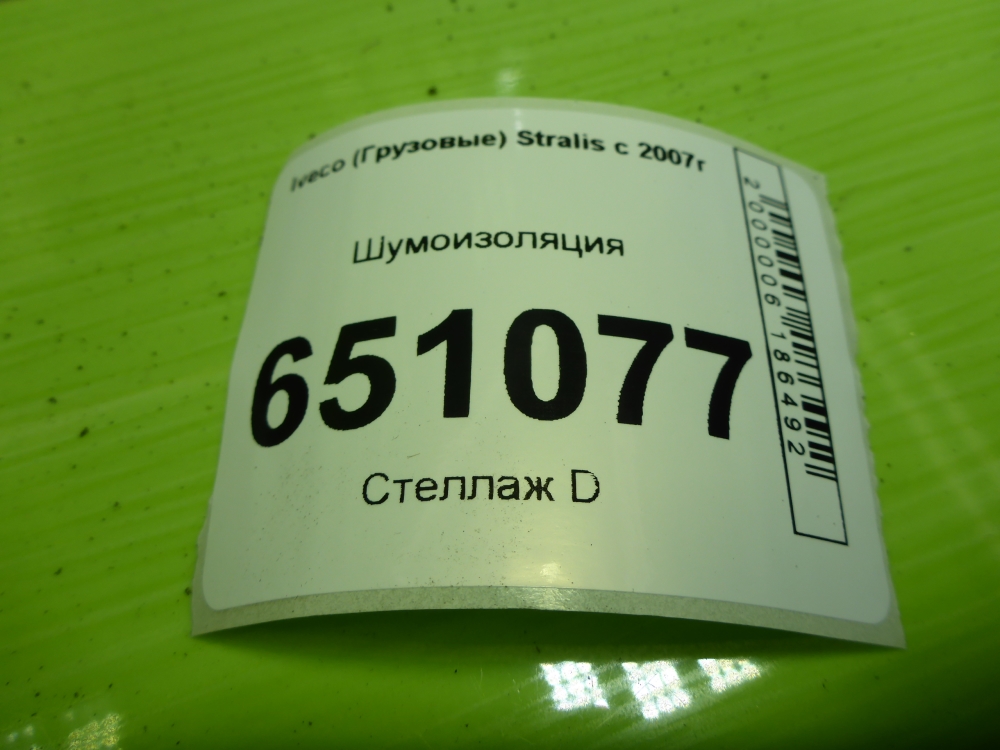 Iveco (Грузовые) Stralis с 2007г
Шумоизоляция
651077
Стеллаж D
2000006186492